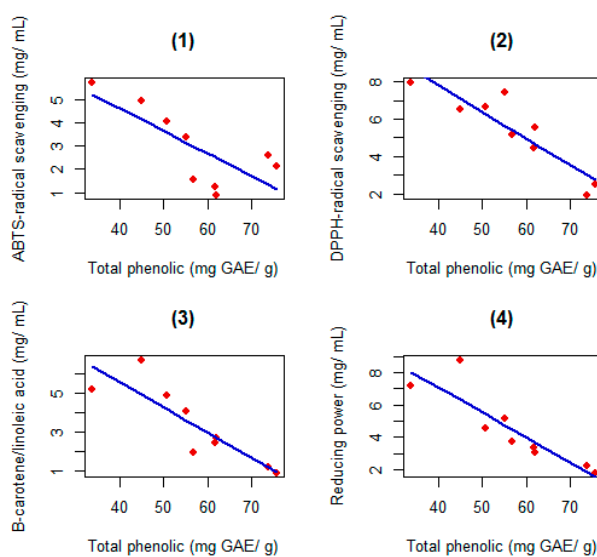 (1)
ABTS-radical scavenging (mg/ mL)
5
4
3
2
1
40 50 60 70
Total phenolic (mg GAE/ g)
(2)
DPPH-radical scavenging (mg/ mL)
8
6
4
2
40 50 60 70
Total phenolic (mg GAE/ g)
(3)
B-carotene/linoleic acid (mg/ mL)
5
3
1
40 50 60 70
Total phenolic (mg GAE/ g)
(4)
Reducing power (mg/ mL)
8
6
4
2
40 50 60 70
Total phenolic (mg GAE/ g)